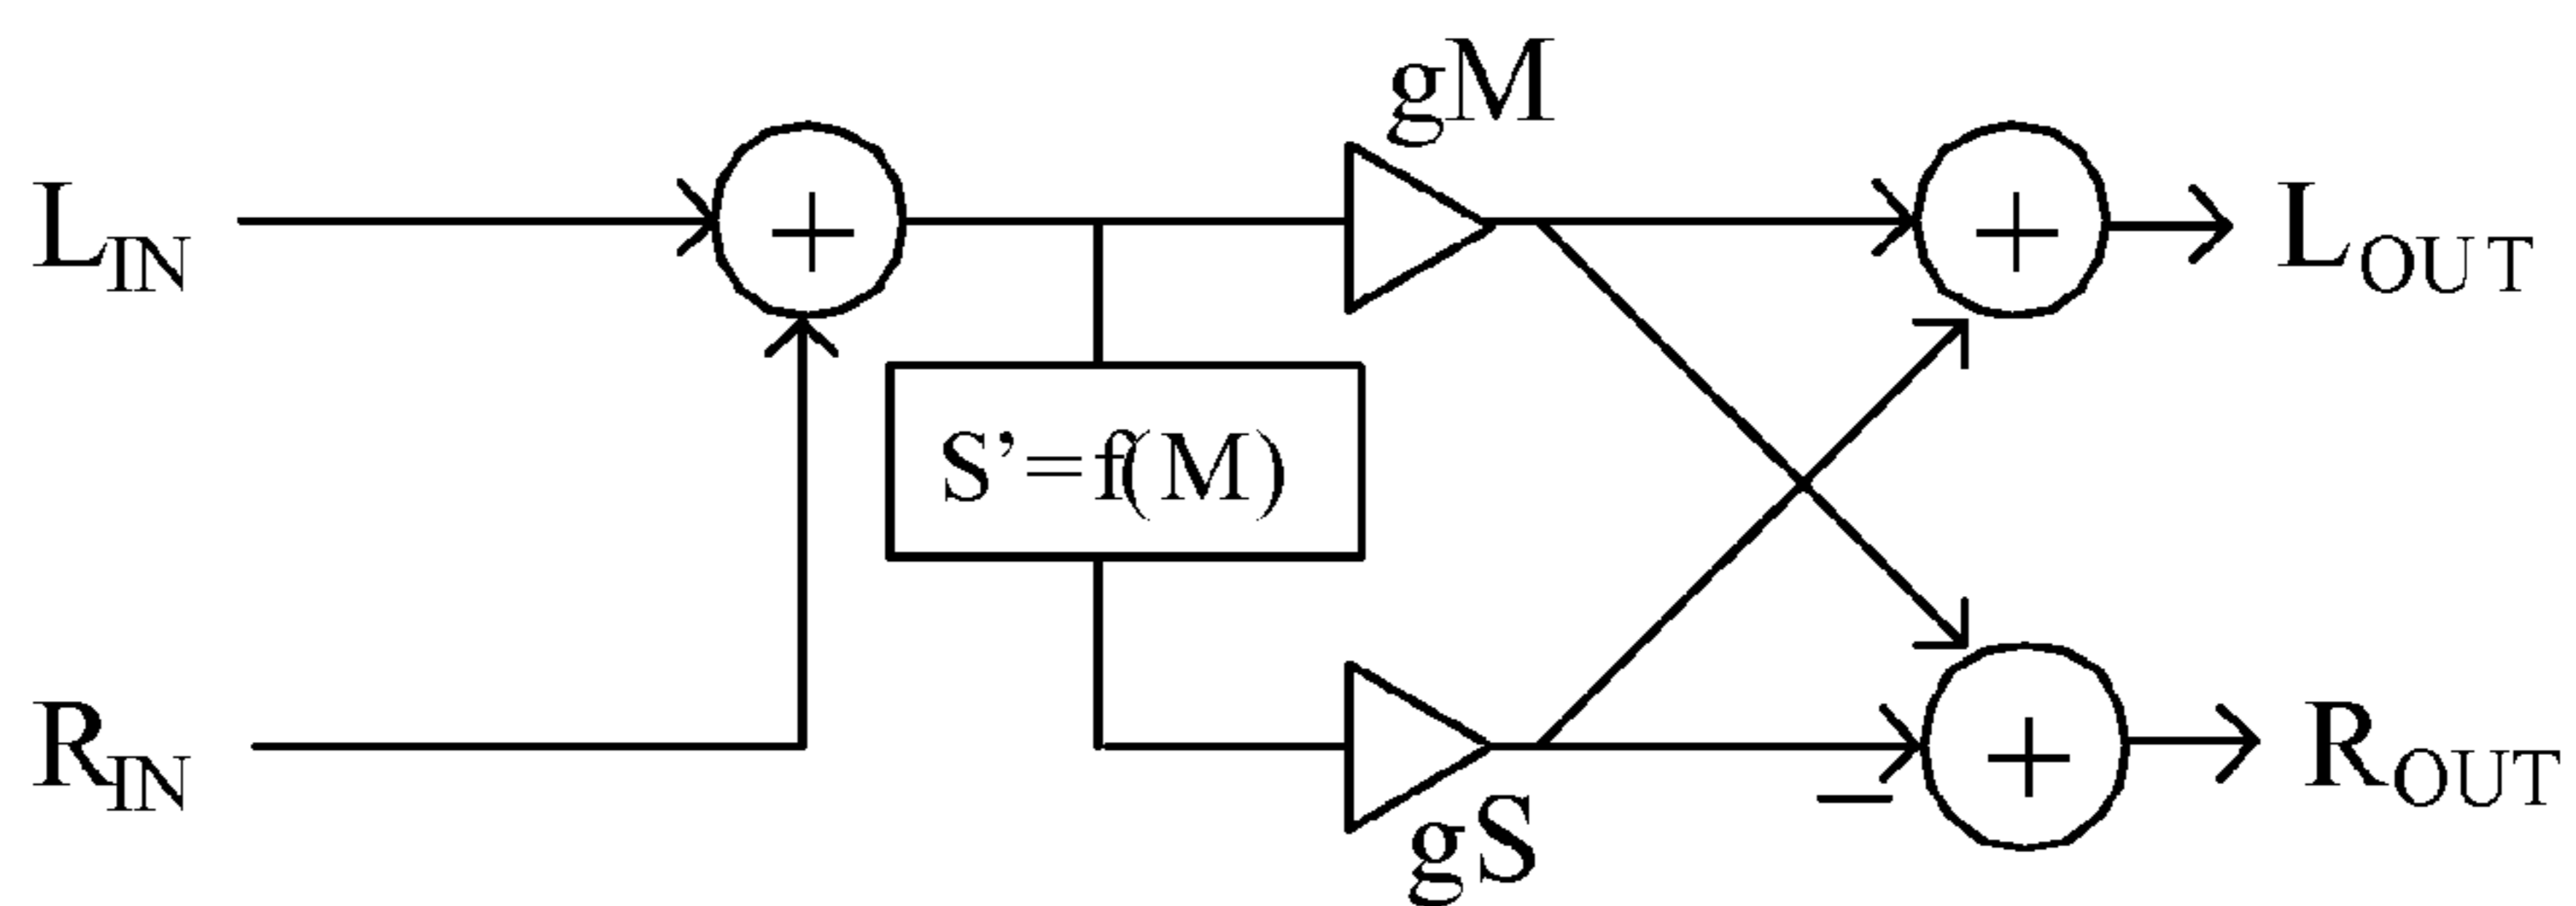 gM
L_IN + + L_OUT
S’=f(M)
R_IN − + R_OUT
gS